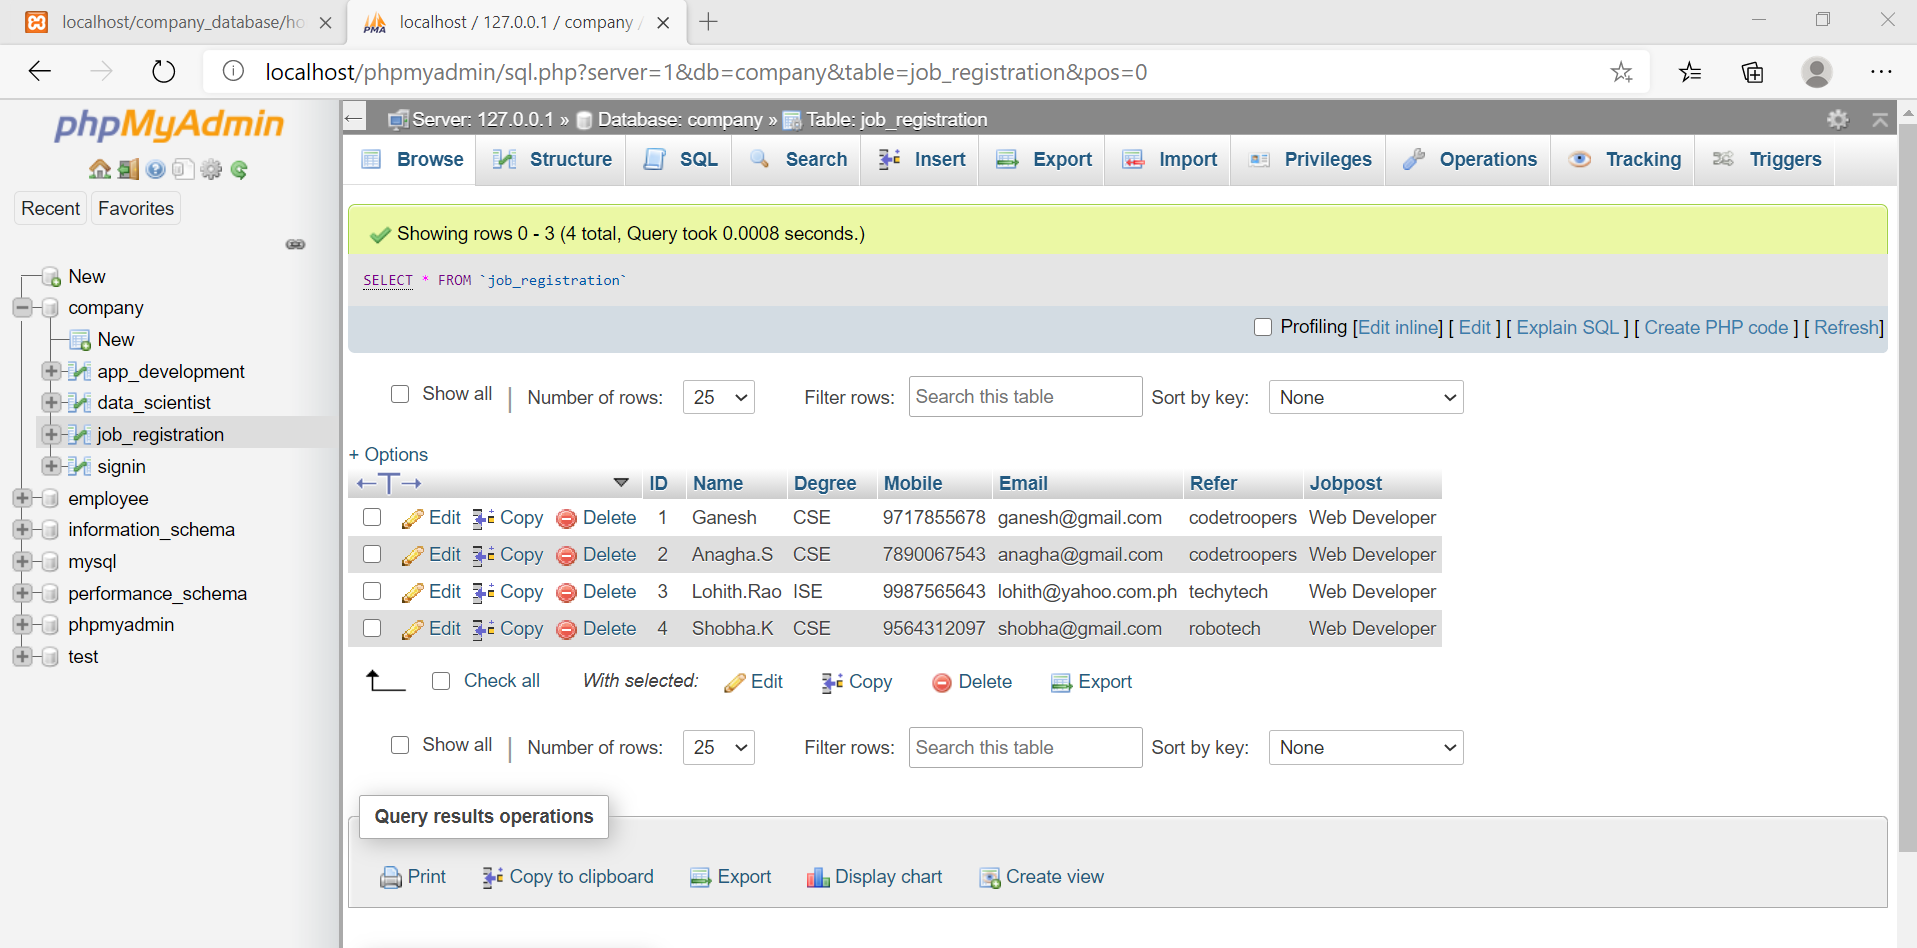 localhost/company_database/ho
localhost / 127.0.0.1 / company /
localhost/phpmyadmin/sql.php?server=1&db=company&table=job_registration&pos=0
phpMyAdmin
Recent Favorites
New
company
New
app_development
data_scientist
job_registration
signin
employee
information_schema
mysql
performance_schema
phpmyadmin
test
Server: 127.0.0.1 » Database: company » Table: job_registration
Browse Structure SQL Search Insert Export Import Privileges Operations Tracking Triggers
Showing rows 0 - 3 (4 total, Query took 0.0008 seconds.)
SELECT * FROM `job_registration`
Profiling [Edit inline] [ Edit ] [ Explain SQL ] [ Create PHP code ] [ Refresh]
Show all | Number of rows: 25 Filter rows: Search this table Sort by key: None
+ Options
←T→ ID Name Degree Mobile Email Refer Jobpost
Edit Copy Delete 1 Ganesh CSE 9717855678 ganesh@gmail.com codetroopers Web Developer
Edit Copy Delete 2 Anagha.S CSE 7890067543 anagha@gmail.com codetroopers Web Developer
Edit Copy Delete 3 Lohith.Rao ISE 9987565643 lohith@yahoo.com.ph techytech Web Developer
Edit Copy Delete 4 Shobha.K CSE 9564312097 shobha@gmail.com robotech Web Developer
Check all With selected: Edit Copy Delete Export
Show all | Number of rows: 25 Filter rows: Search this table Sort by key: None
Query results operations
Print Copy to clipboard Export Display chart Create view